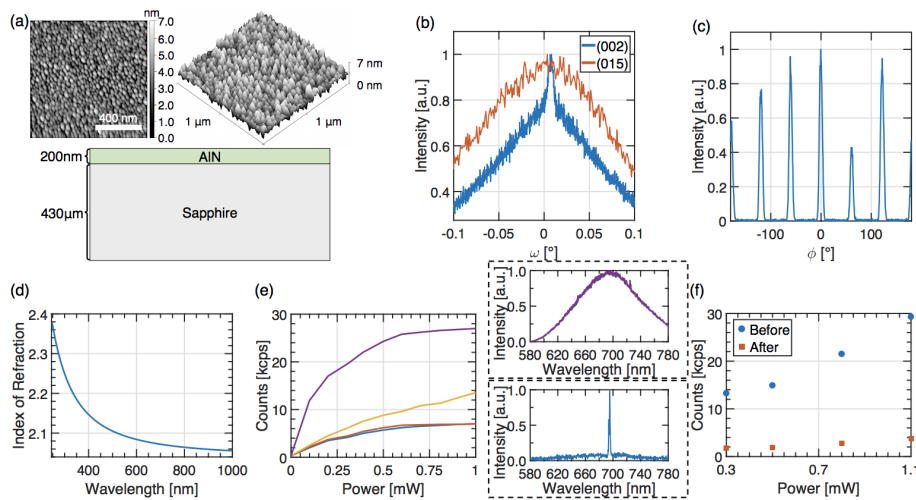 (a)
nm
7.0
6.0
5.0
4.0
3.0
2.0
1.0
0.0
400 nm
7 nm
0 nm
1 µm
1 µm
200nm
AlN
430µm
Sapphire
(b)
Intensity [a.u.]
1
0.8
0.6
0.4
(002)
(015)
-0.1
-0.05
0
0.05
0.1
ω [°]
(c)
Intensity [a.u.]
1
0.8
0.6
0.4
0.2
0
-100
0
100
ϕ [°]
(d)
Index of Refraction
2.4
2.3
2.2
2.1
400
600
800
1000
Wavelength [nm]
(e)
Counts [kcps]
30
20
10
0
0
0.25
0.5
0.75
1
Power [mW]
Intensity [a.u.]
1.0
0.5
0.0
580
620
660
700
740
780
Wavelength [nm]
Intensity [a.u.]
1.0
0.5
0.0
580
620
660
700
740
780
Wavelength [nm]
(f)
Counts [kcps]
30
20
10
0
Before
After
0.3
0.7
1.1
Power [mW]